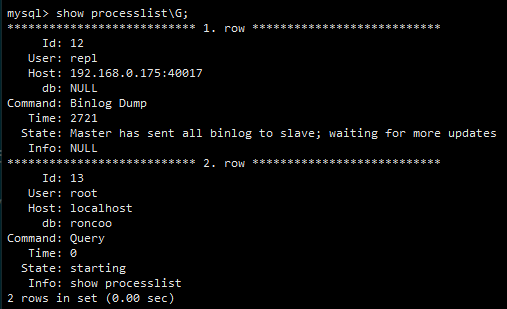 mysql> show processlist\G;
*************************** 1. row ***************************
Id: 12
User: repl
Host: 192.168.0.175:40017
db: NULL
Command: Binlog Dump
Time: 2721
State: Master has sent all binlog to slave; waiting for more updates
Info: NULL
*************************** 2. row ***************************
Id: 13
User: root
Host: localhost
db: roncoo
Command: Query
Time: 0
State: starting
Info: show processlist
2 rows in set (0.00 sec)